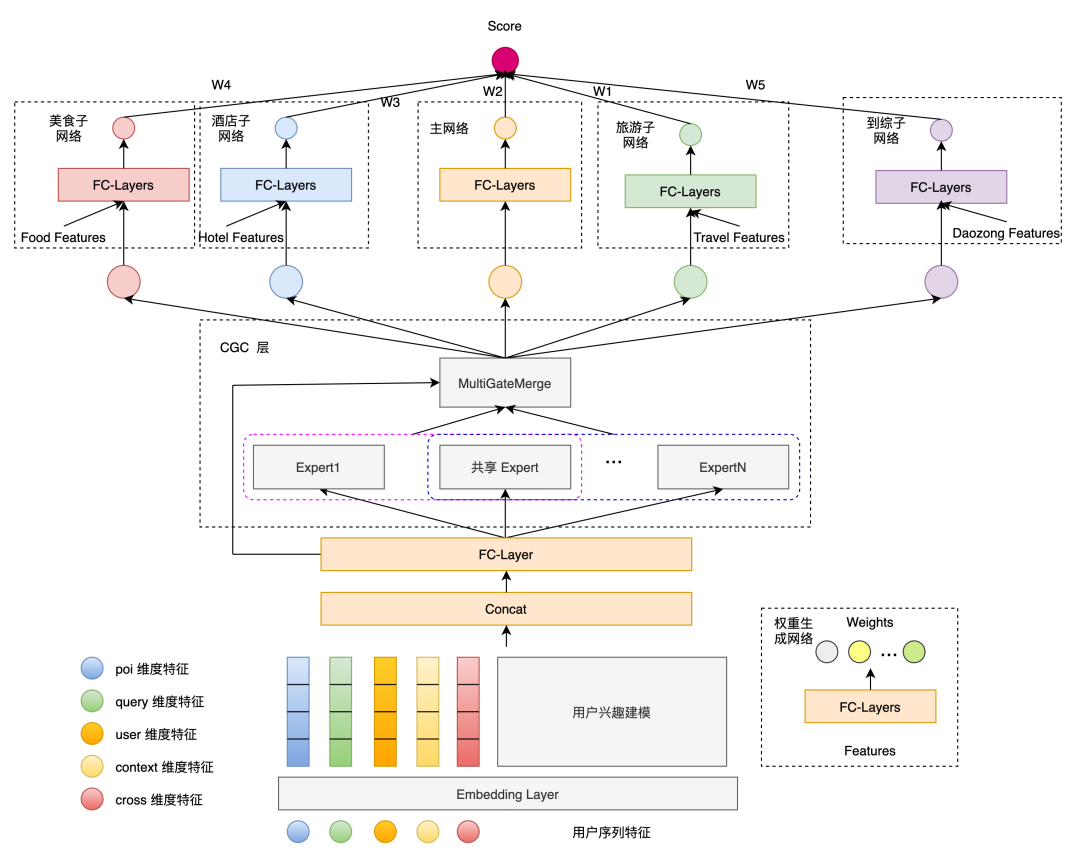 Score
W4
W3
W2
W1
W5
美食子
网络
酒店子
网络
主网络
旅游子
网络
到综子
网络
FC-Layers
FC-Layers
FC-Layers
FC-Layers
FC-Layers
Food Features
Hotel Features
Travel Features
Daozong Features
CGC 层
MultiGateMerge
Expert1
共享 Expert
...
ExpertN
FC-Layer
Concat
poi 维度特征
query 维度特征
user 维度特征
context 维度特征
cross 维度特征
用户兴趣建模
Embedding Layer
用户序列特征
权重生
成网络
Weights
...
FC-Layers
Features